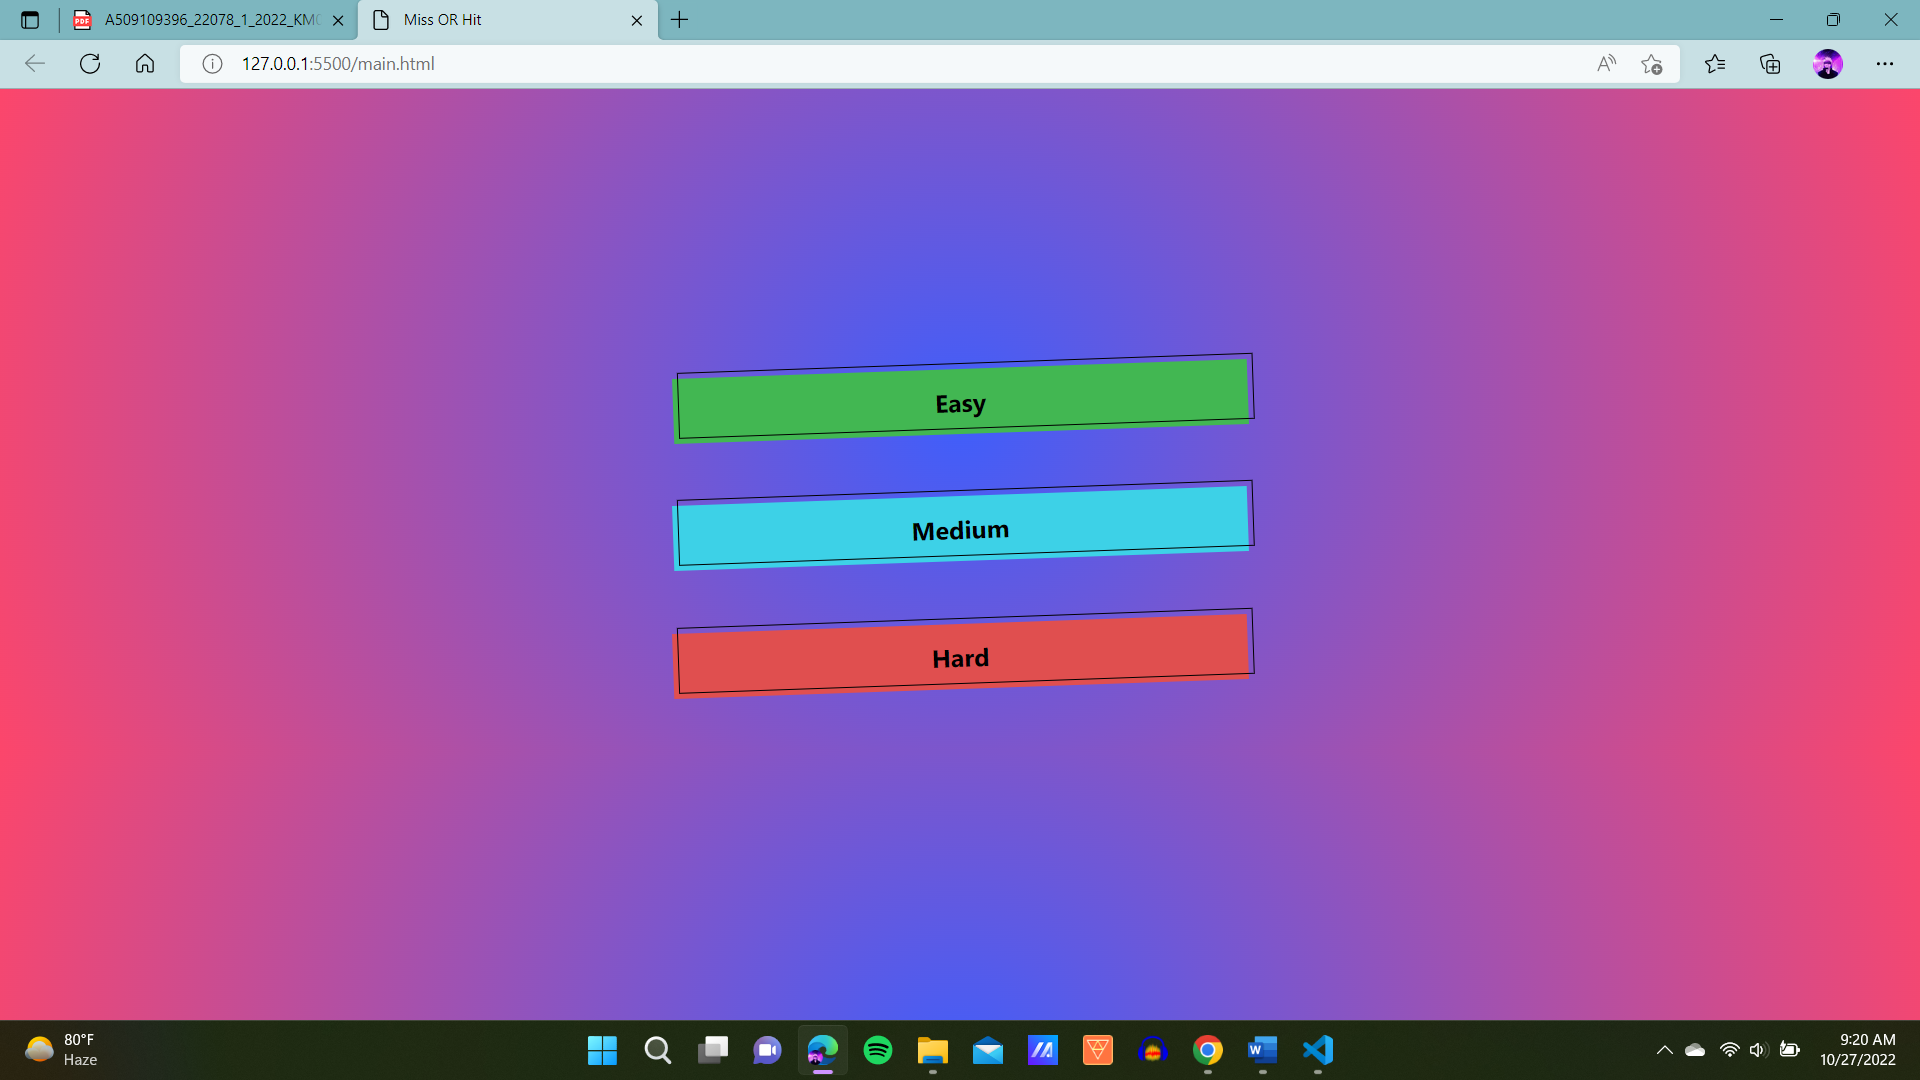 A509109396_22078_1_2022_KM
Miss OR Hit
127.0.0.1:5500/main.html
Easy
Medium
Hard
80°F
Haze
9:20 AM
10/27/2022